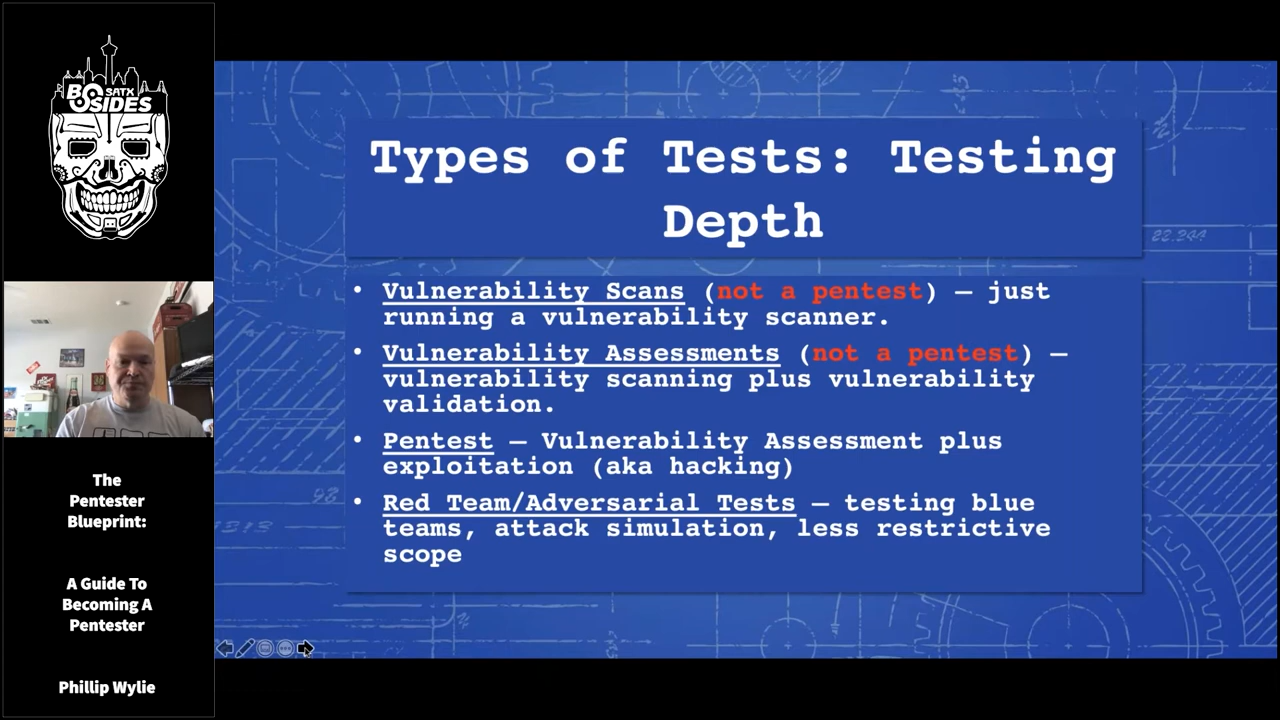 BSIDES
SATX
The
Pentester
Blueprint:
A Guide To
Becoming A
Pentester
Phillip Wylie
Types of Tests: Testing
Depth
• Vulnerability Scans (not a pentest) – just
running a vulnerability scanner.
• Vulnerability Assessments (not a pentest) –
vulnerability scanning plus vulnerability
validation.
• Pentest – Vulnerability Assessment plus
exploitation (aka hacking)
• Red Team/Adversarial Tests – testing blue
teams, attack simulation, less restrictive
scope